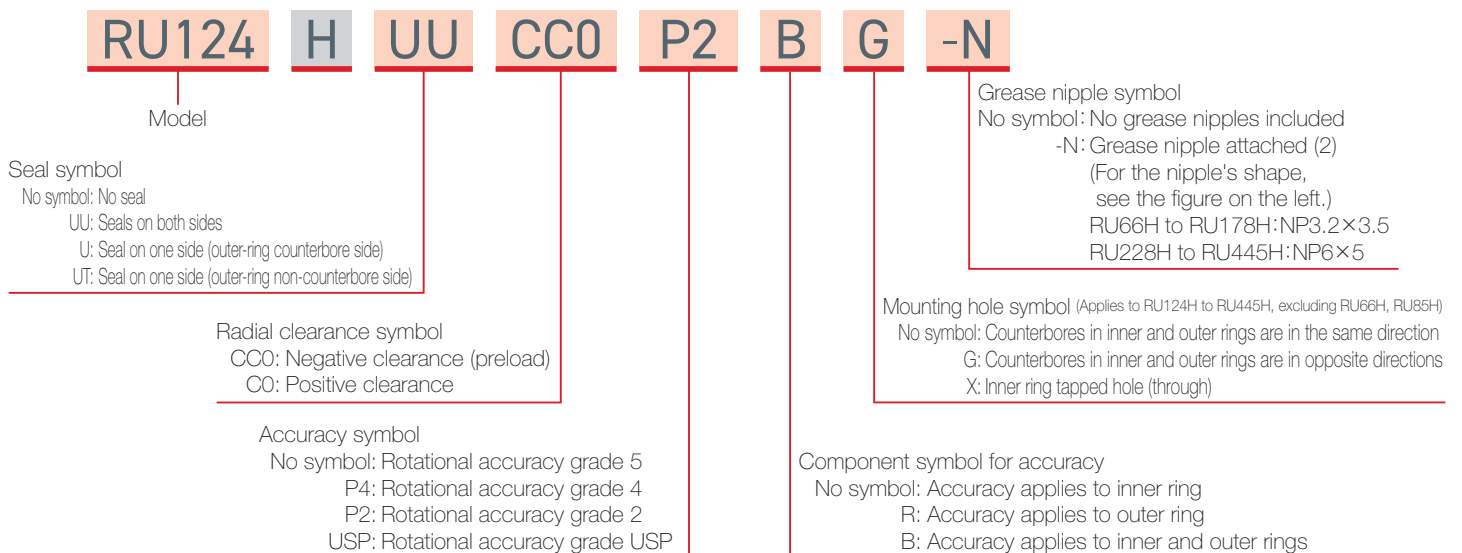 RU124 H UU CC0 P2 B G -N
Model
Seal symbol
No symbol: No seal
UU: Seals on both sides
U: Seal on one side (outer-ring counterbore side)
UT: Seal on one side (outer-ring non-counterbore side)
Radial clearance symbol
CC0: Negative clearance (preload)
C0: Positive clearance
Accuracy symbol
No symbol: Rotational accuracy grade 5
P4: Rotational accuracy grade 4
P2: Rotational accuracy grade 2
USP: Rotational accuracy grade USP
Grease nipple symbol
No symbol: No grease nipples included
-N: Grease nipple attached (2)
(For the nipple's shape,
see the figure on the left.)
RU66H to RU178H:NP3.2×3.5
RU228H to RU445H:NP6×5
Mounting hole symbol (Applies to RU124H to RU445H, excluding RU66H, RU85H)
No symbol: Counterbores in inner and outer rings are in the same direction
G: Counterbores in inner and outer rings are in opposite directions
X: Inner ring tapped hole (through)
Component symbol for accuracy
No symbol: Accuracy applies to inner ring
R: Accuracy applies to outer ring
B: Accuracy applies to inner and outer rings